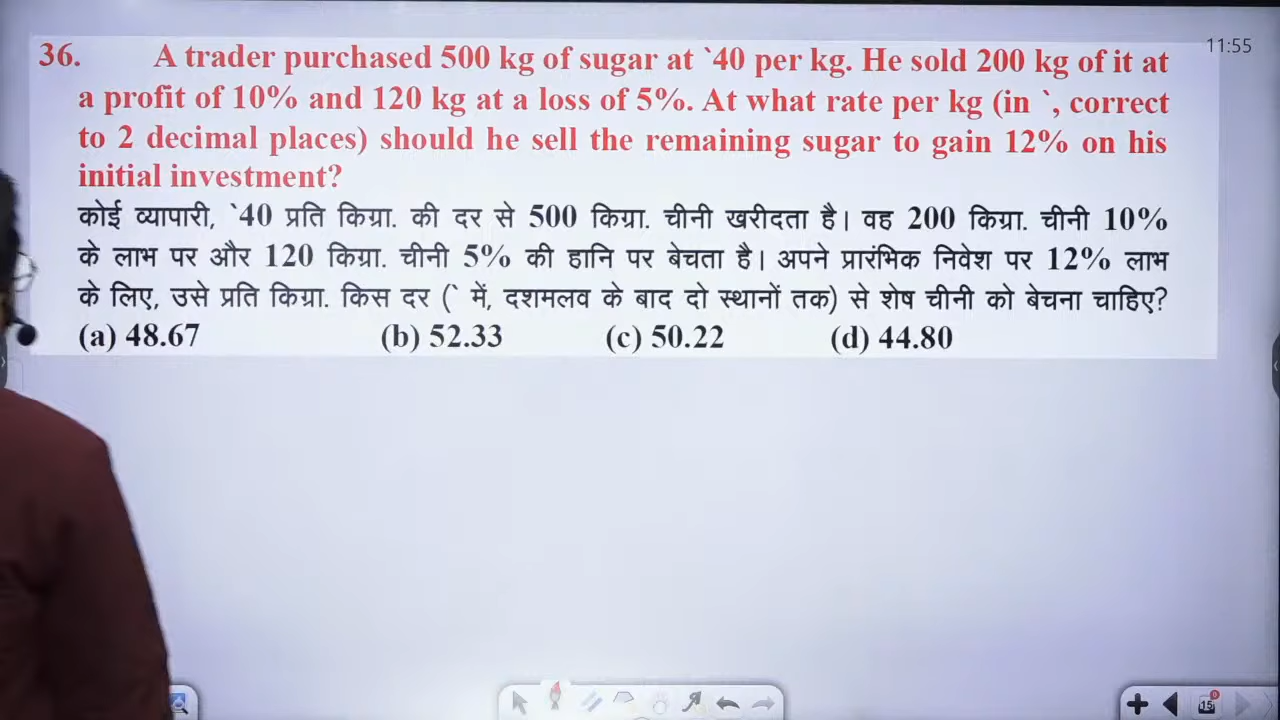 11:55
36. A trader purchased 500 kg of sugar at `40 per kg. He sold 200 kg of it at
a profit of 10% and 120 kg at a loss of 5%. At what rate per kg (in `, correct
to 2 decimal places) should he sell the remaining sugar to gain 12% on his
initial investment?
कोई व्यापारी, `40 प्रति किग्रा. की दर से 500 किग्रा. चीनी खरीदता है। वह 200 किग्रा. चीनी 10%
के लाभ पर और 120 किग्रा. चीनी 5% की हानि पर बेचता है। अपने प्रारंभिक निवेश पर 12% लाभ
के लिए, उसे प्रति किग्रा. किस दर (` में, दशमलव के बाद दो स्थानों तक) से शेष चीनी को बेचना चाहिए?
(a) 48.67 (b) 52.33 (c) 50.22 (d) 44.80
15